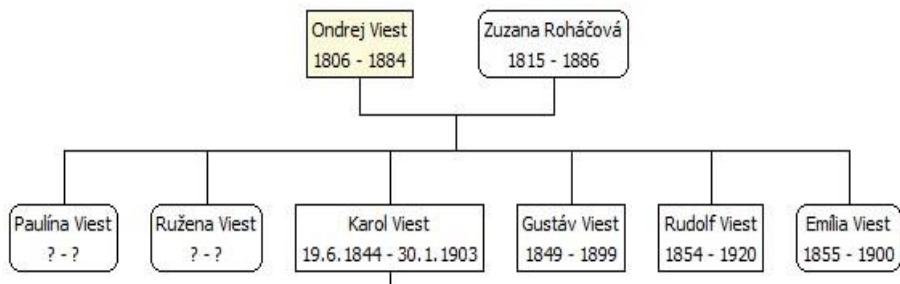 Ondrej Viest
1806 - 1884
Zuzana Roháčová
1815 - 1886
Paulína Viest
? - ?
Ružena Viest
? - ?
Karol Viest
19.6.1844 - 30.1.1903
Gustáv Viest
1849 - 1899
Rudolf Viest
1854 - 1920
Emília Viest
1855 - 1900